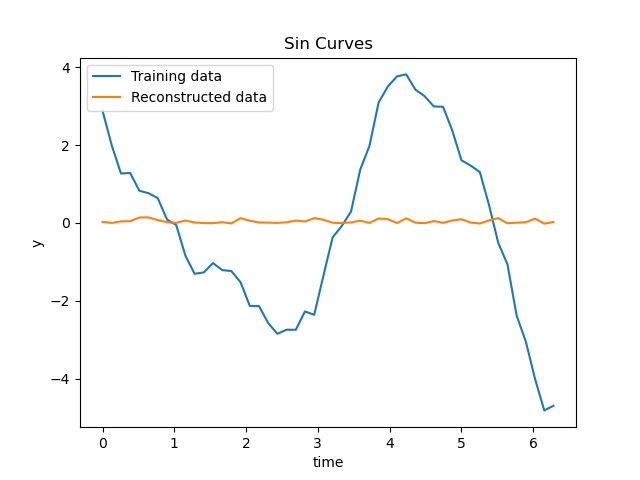 Sin Curves
Training data
Reconstructed data
4
2
0
−2
−4
y
0 1 2 3 4 5 6
time